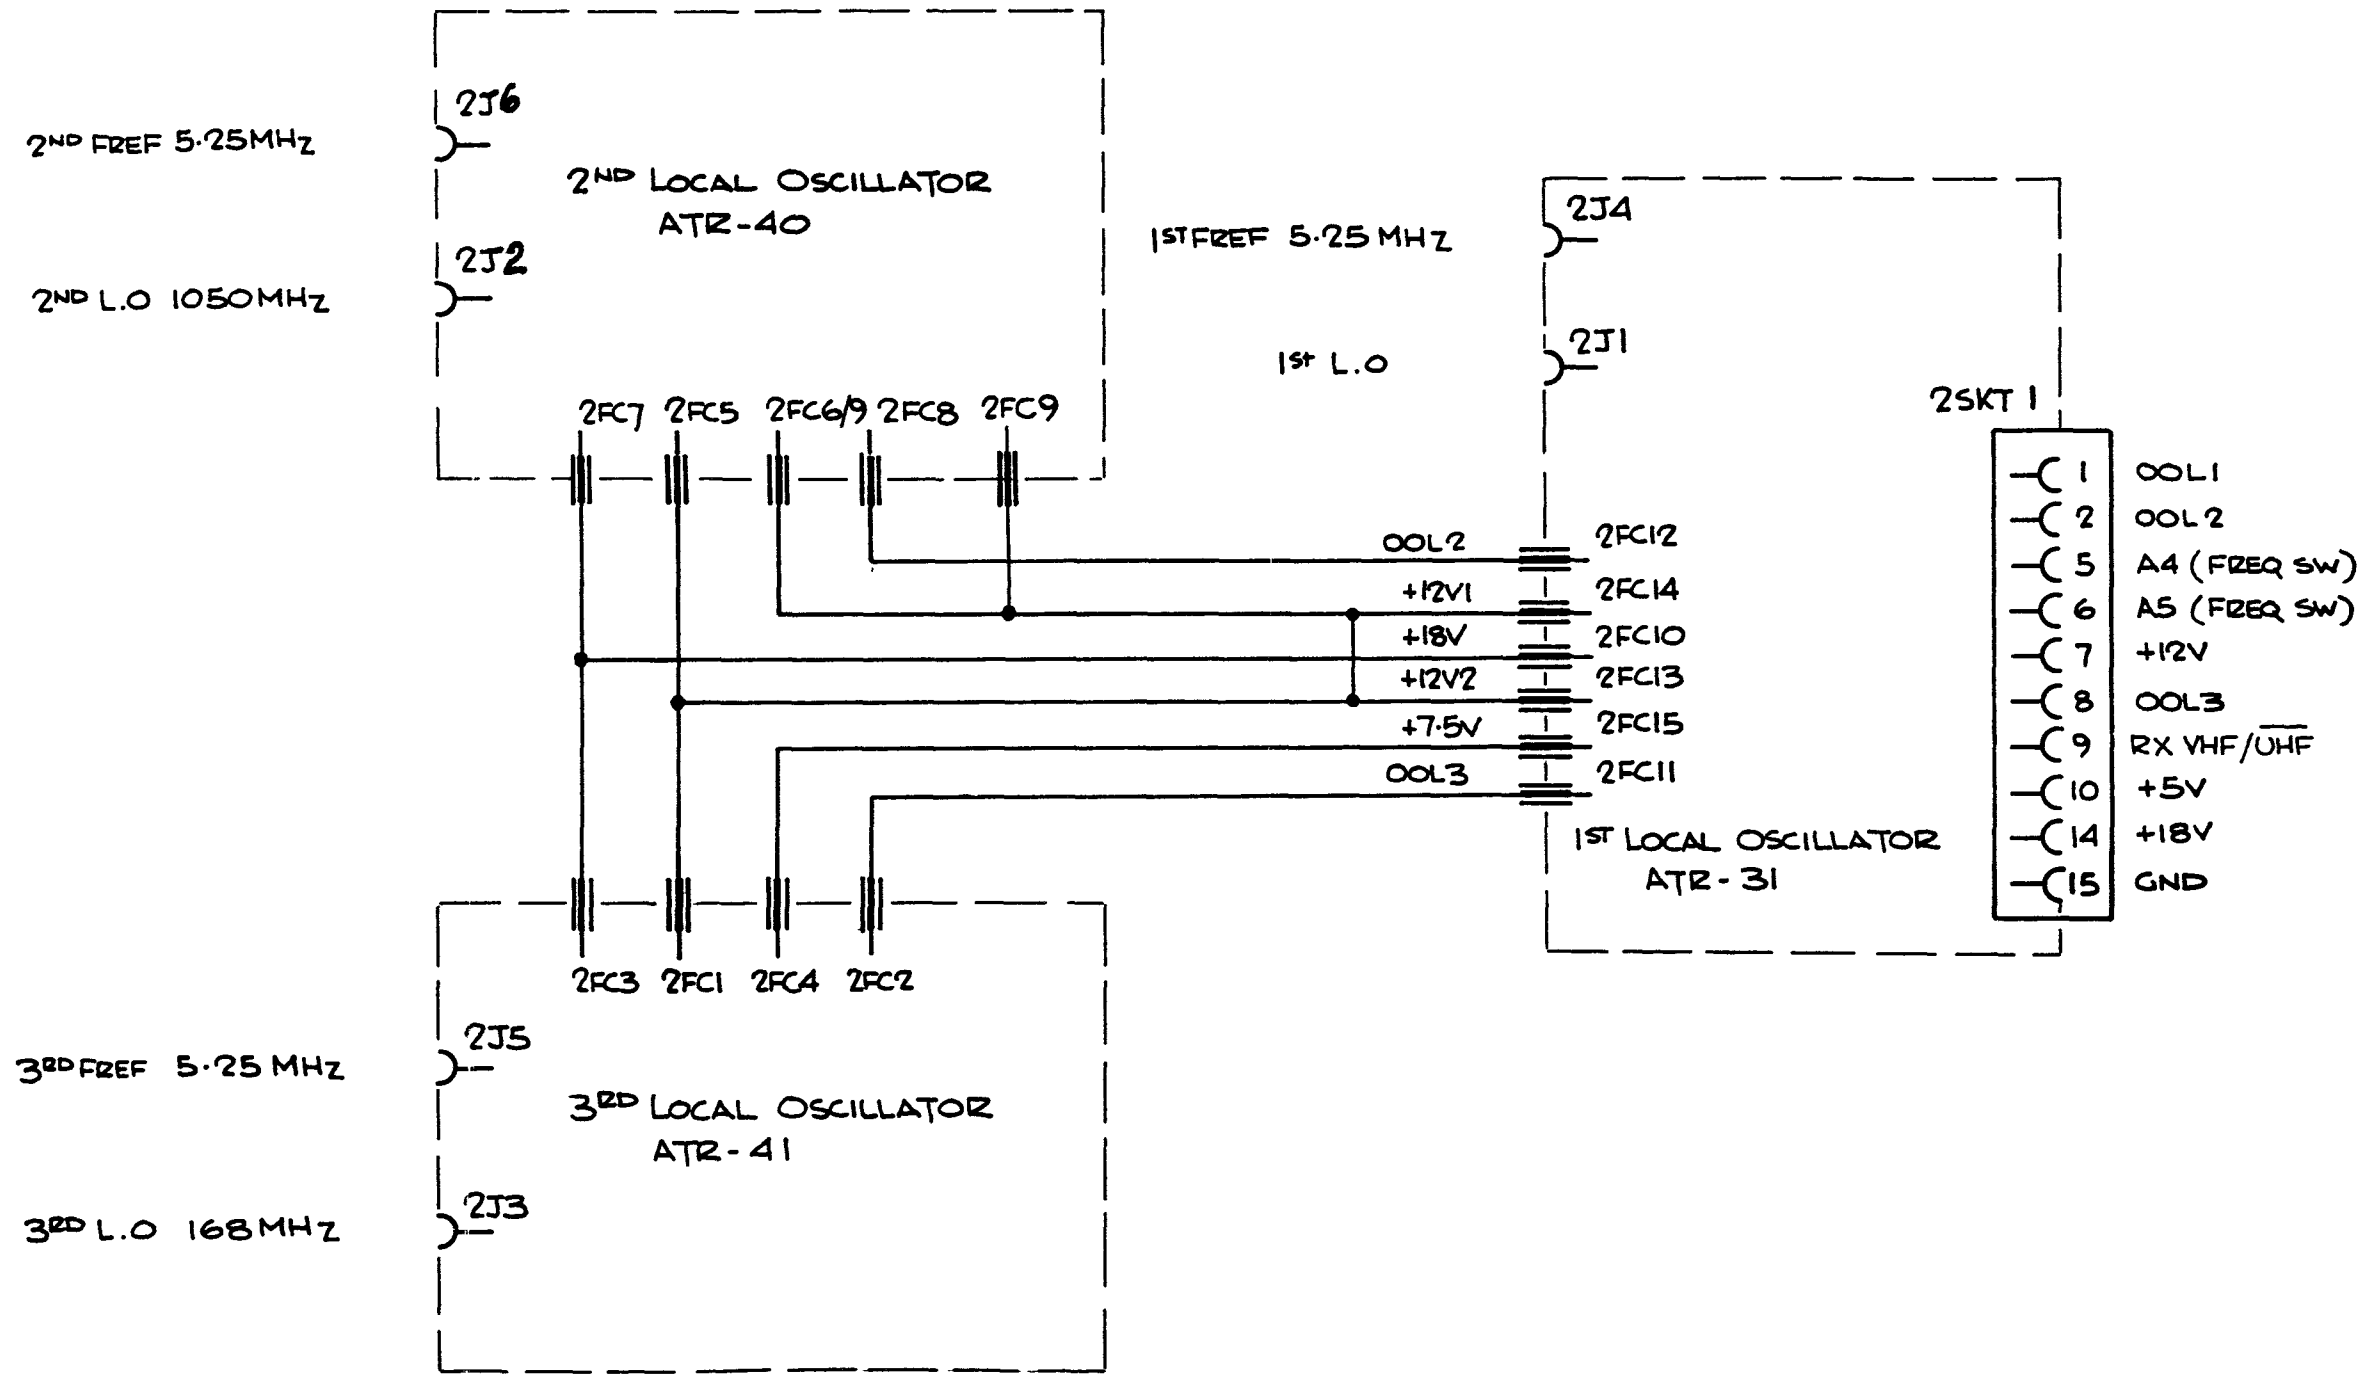 2J6
2ND FREF 5.25MHz
2ND LOCAL OSCILLATOR
ATR-40
2J2
2ND L.O 1050MHz
2FC7 2FC5 2FC6/9 2FC8 2FC9
2J4
1ST FREF 5.25 MHz
2J1
1st L.O
2SKT 1
1 OOL1
2 OOL2
5 A4 (FREQ SW)
6 A5 (FREQ SW)
7 +12V
8 OOL3
9 RX VHF/U̅H̅F̅
10 +5V
14 +18V
15 GND
OOL2 2FC12
+12V1 2FC14
+18V 2FC10
+12V2 2FC13
+7.5V 2FC15
OOL3 2FC11
1ST LOCAL OSCILLATOR
ATR-31
2FC3 2FC1 2FC4 2FC2
2J5
3RD FREF 5.25 MHz
3RD LOCAL OSCILLATOR
ATR-41
2J3
3RD L.O 168MHz